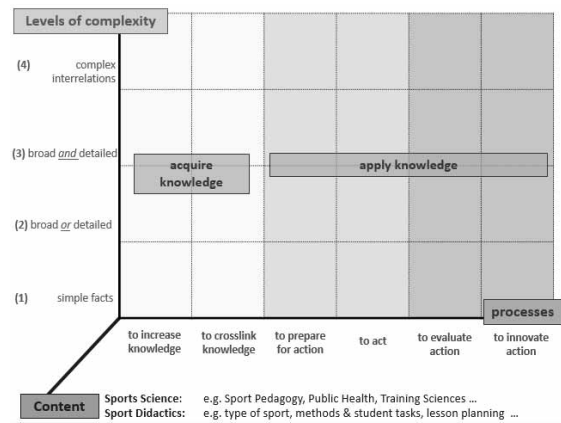 Levels of complexity
(4) complex
interrelations
(3) broad and detailed
acquire
knowledge
apply knowledge
(2) broad or detailed
(1) simple facts
processes
to increase
knowledge
to crosslink
knowledge
to prepare
for action
to act
to evaluate
action
to innovate
action
Content
Sports Science: e.g. Sport Pedagogy, Public Health, Training Sciences ...
Sport Didactics: e.g. type of sport, methods & student tasks, lesson planning ...